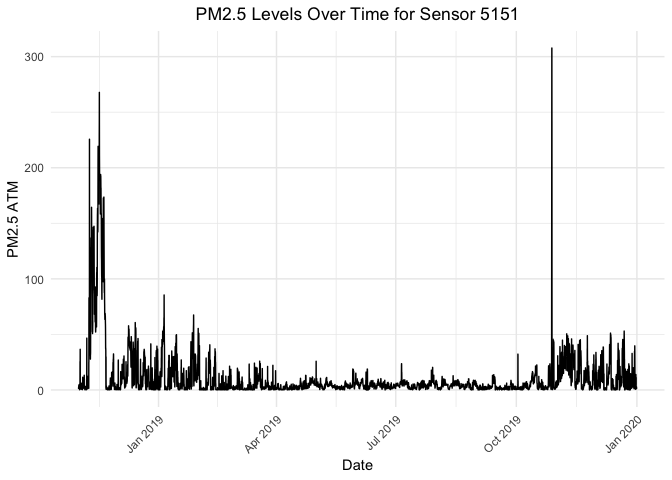 PM2.5 Levels Over Time for Sensor 5151
PM2.5 ATM
300
200
100
0
Jan 2019
Apr 2019
Jul 2019
Oct 2019
Jan 2020
Date